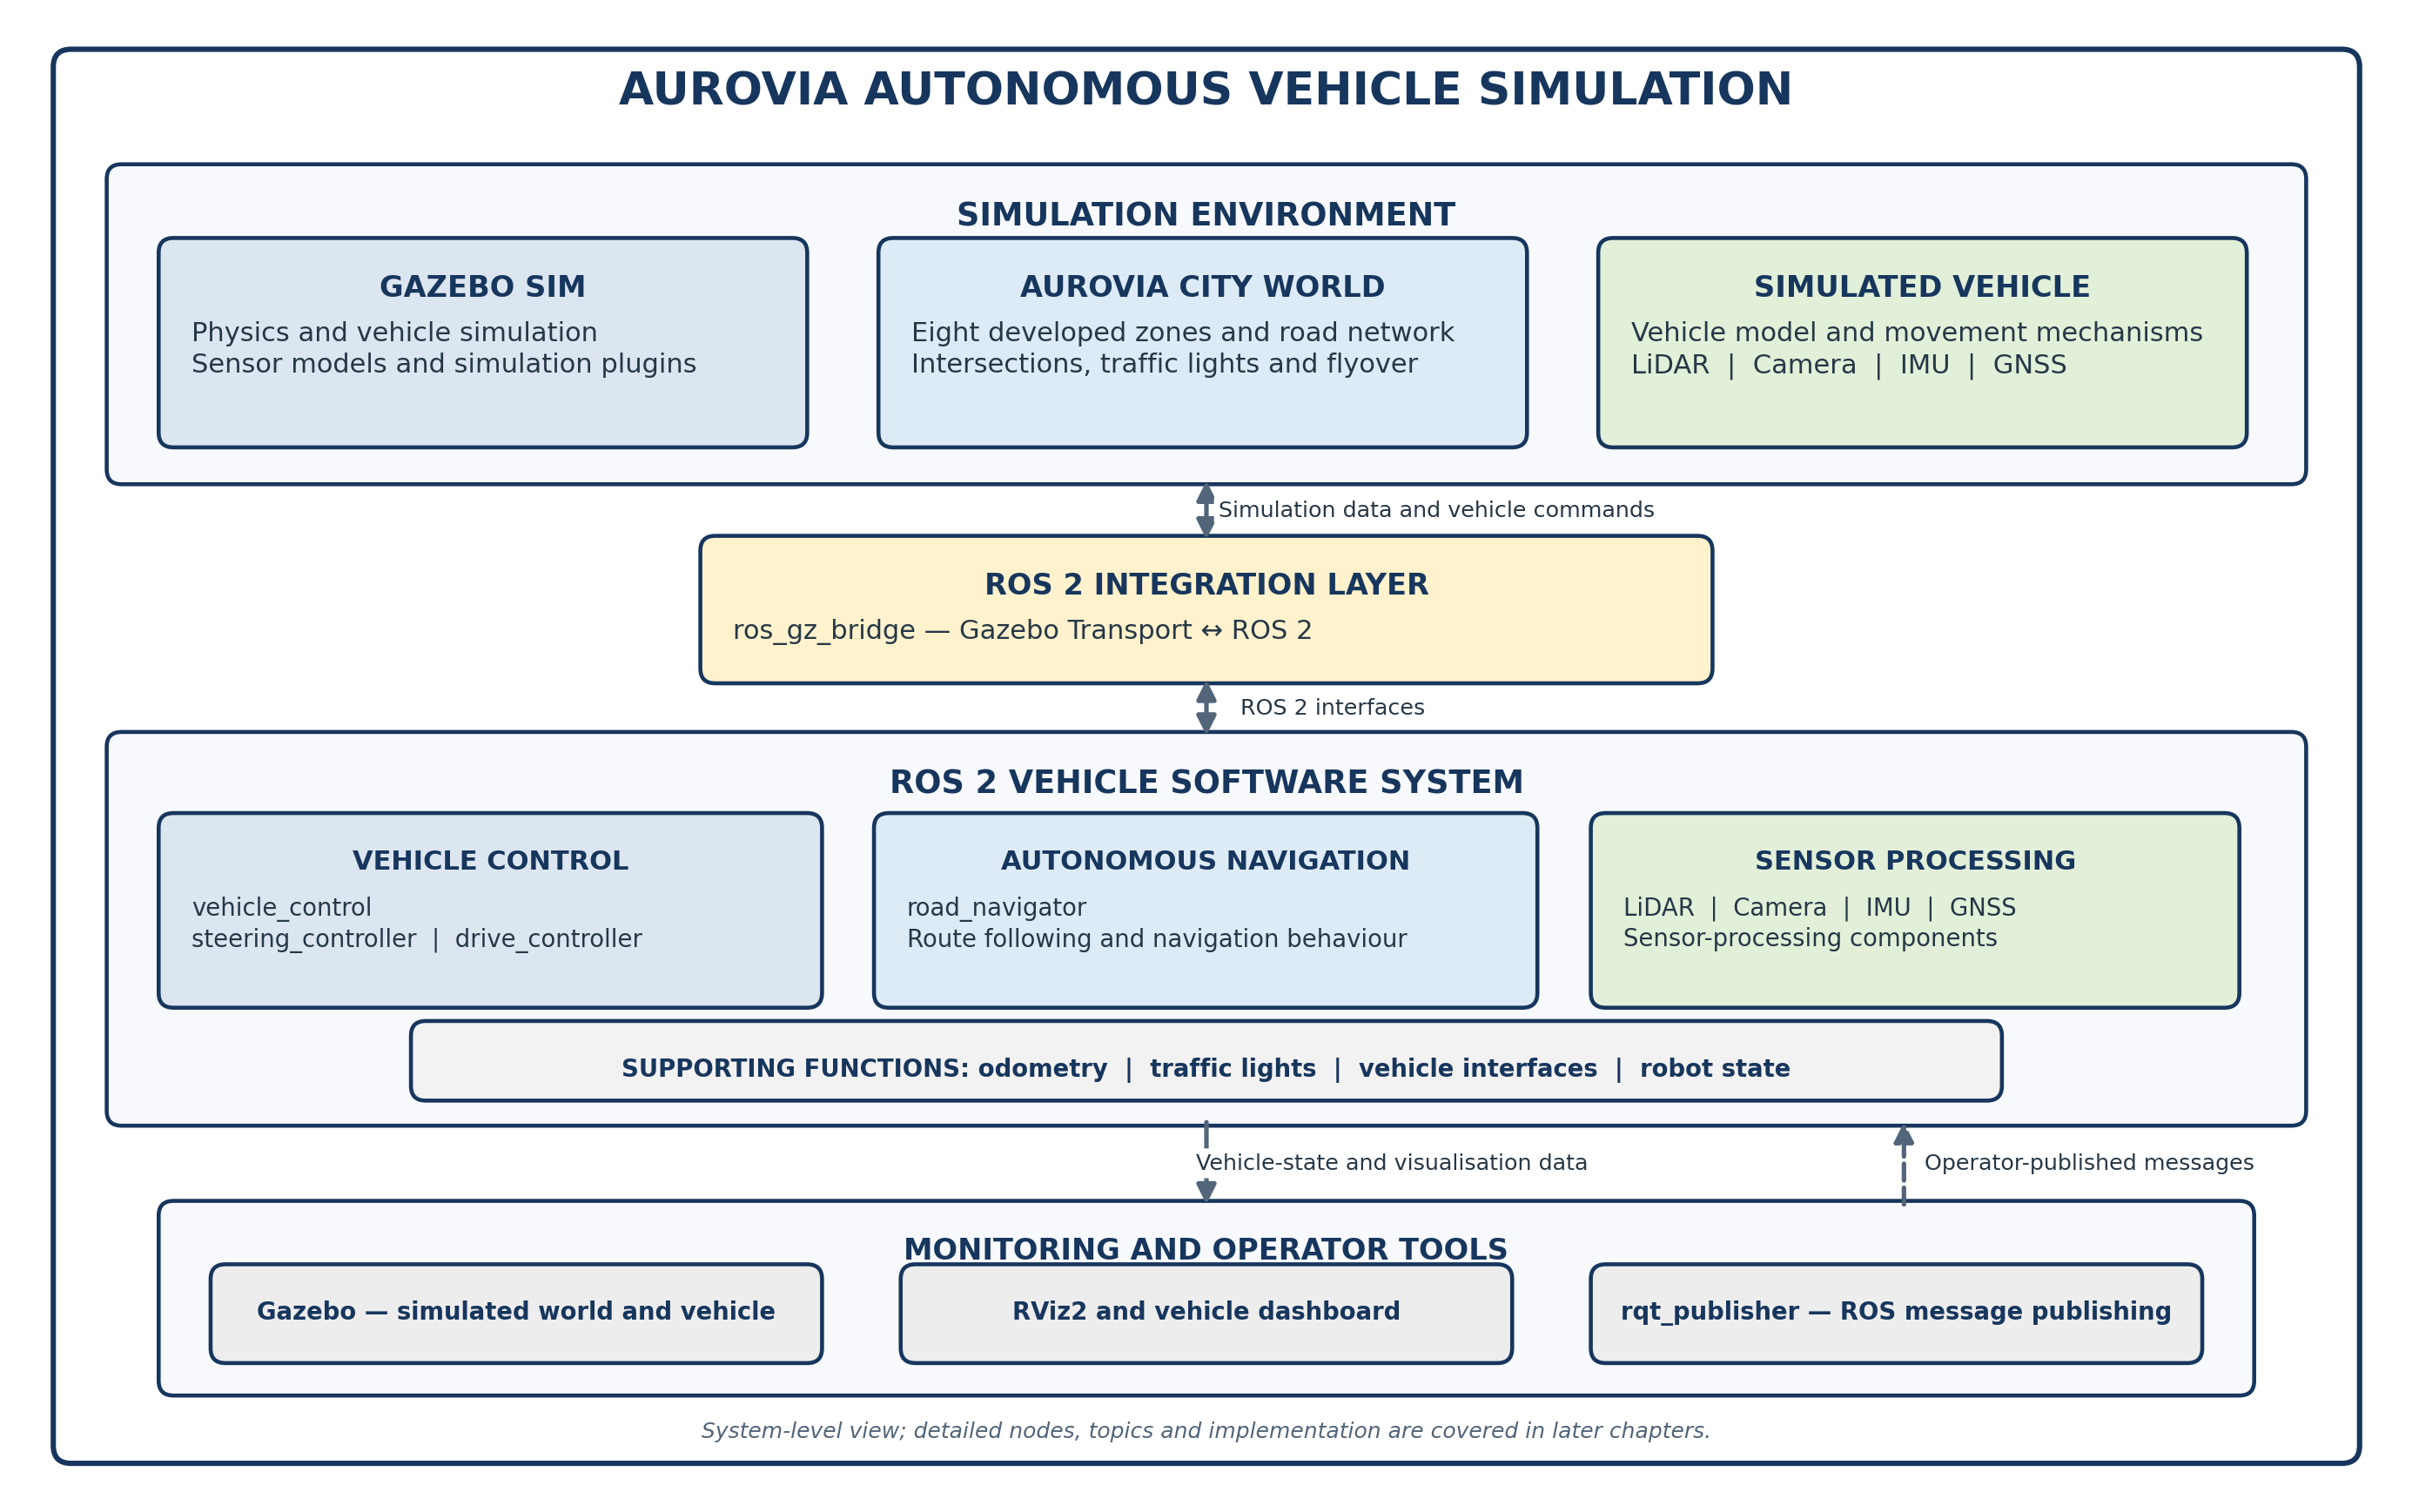 AUROVIA AUTONOMOUS VEHICLE SIMULATION
SIMULATION ENVIRONMENT
GAZEBO SIM
Physics and vehicle simulation
Sensor models and simulation plugins
AUROVIA CITY WORLD
Eight developed zones and road network
Intersections, traffic lights and flyover
SIMULATED VEHICLE
Vehicle model and movement mechanisms
LiDAR | Camera | IMU | GNSS
Simulation data and vehicle commands
ROS 2 INTEGRATION LAYER
ros_gz_bridge — Gazebo Transport ↔ ROS 2
ROS 2 interfaces
ROS 2 VEHICLE SOFTWARE SYSTEM
VEHICLE CONTROL
vehicle_control
steering_controller | drive_controller
AUTONOMOUS NAVIGATION
road_navigator
Route following and navigation behaviour
SENSOR PROCESSING
LiDAR | Camera | IMU | GNSS
Sensor-processing components
SUPPORTING FUNCTIONS: odometry | traffic lights | vehicle interfaces | robot state
Vehicle-state and visualisation data
Operator-published messages
MONITORING AND OPERATOR TOOLS
Gazebo — simulated world and vehicle
RViz2 and vehicle dashboard
rqt_publisher — ROS message publishing
System-level view; detailed nodes, topics and implementation are covered in later chapters.